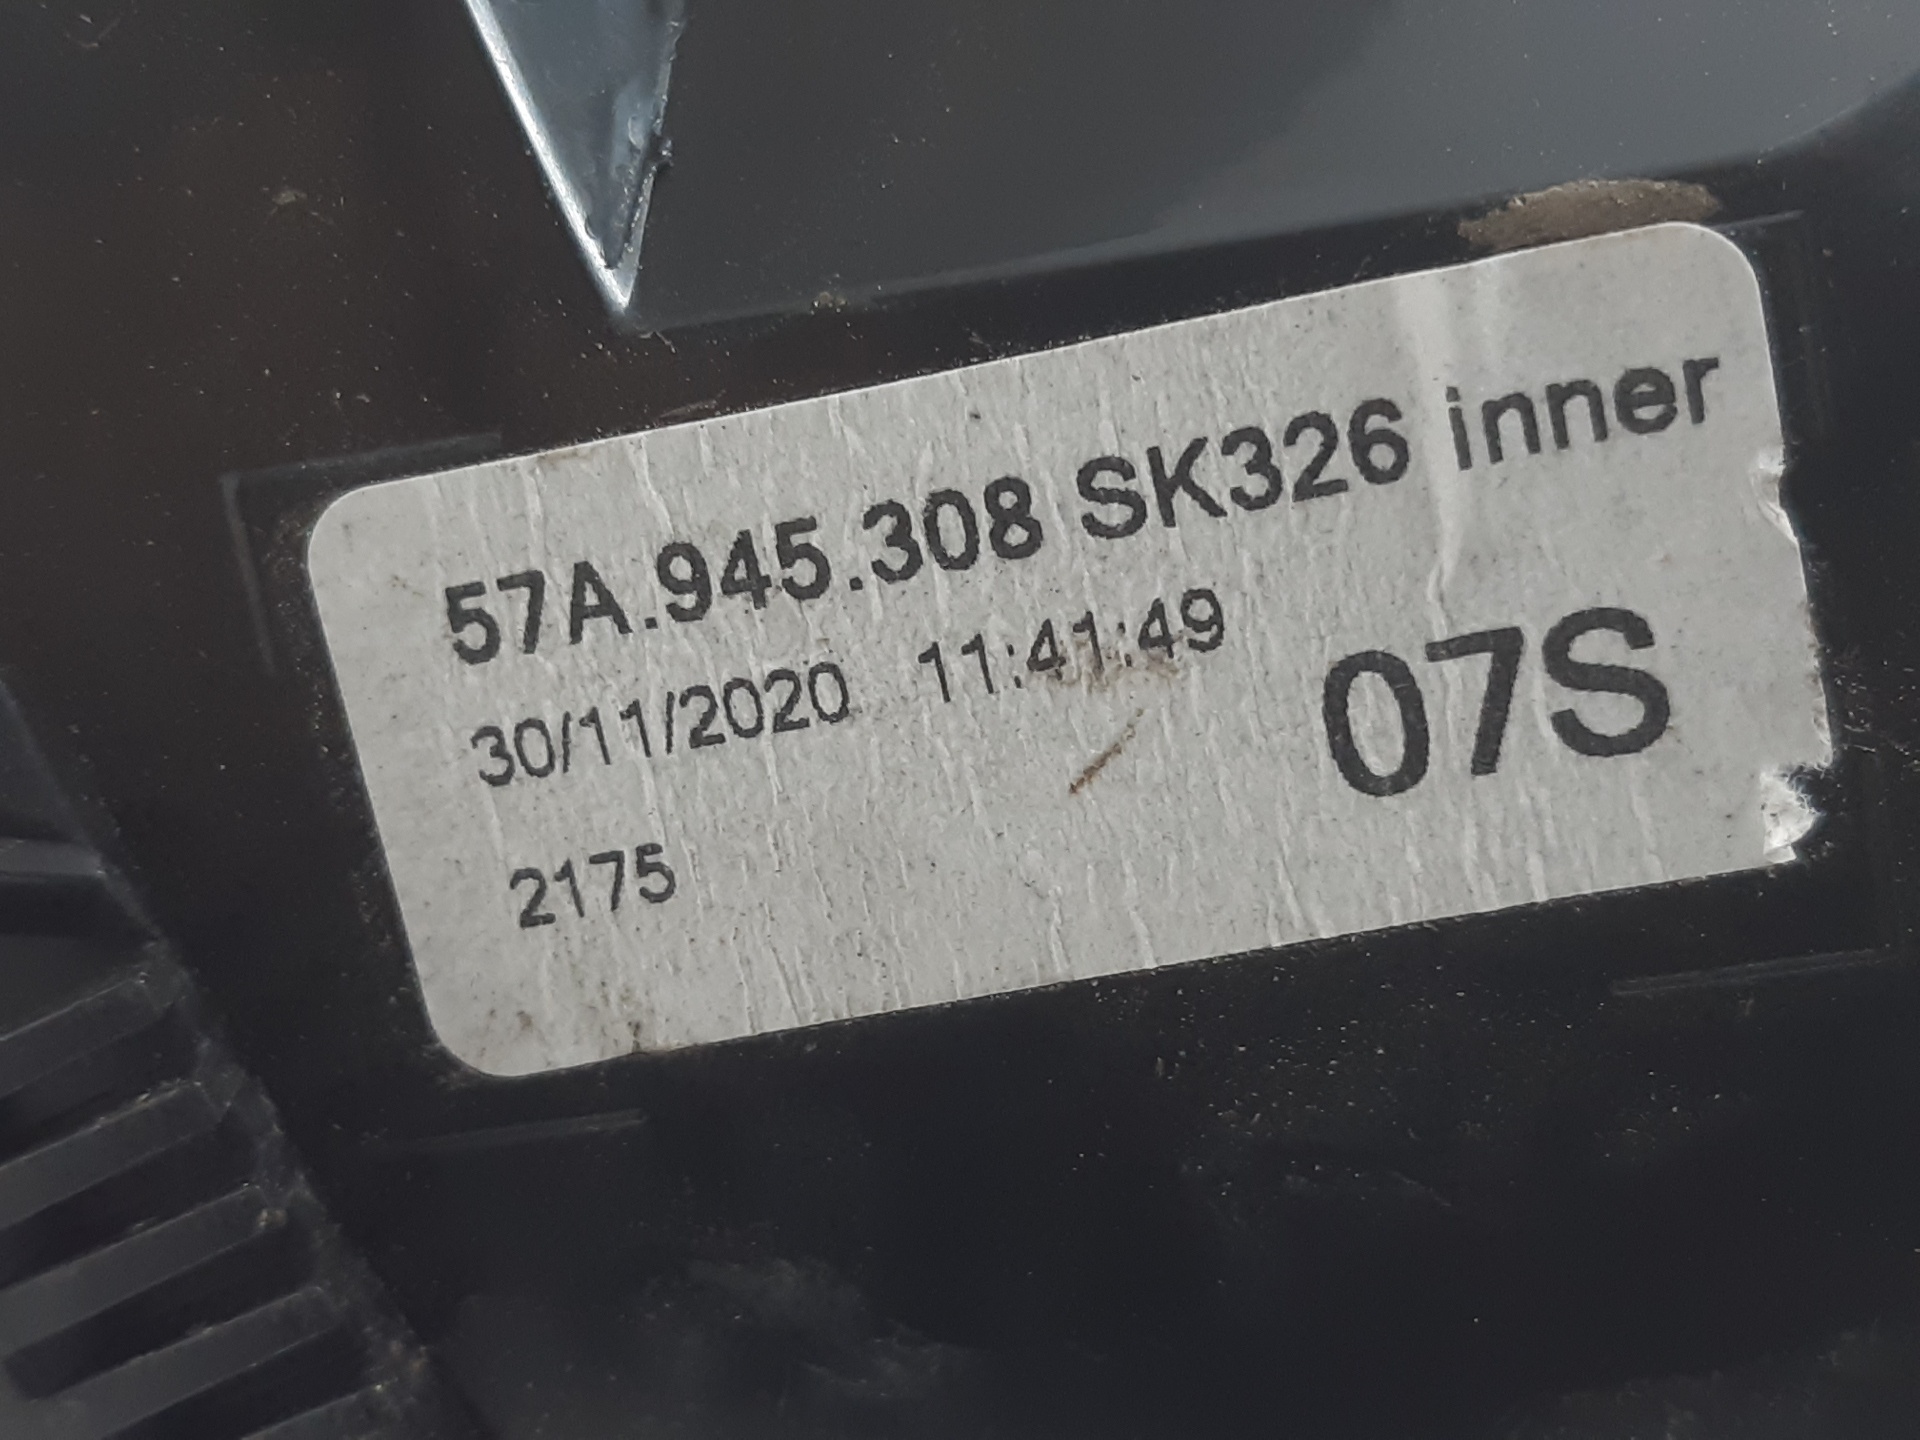 57A.945.308 SK326 inner
30/11/2020 11:41:49
07S
2175